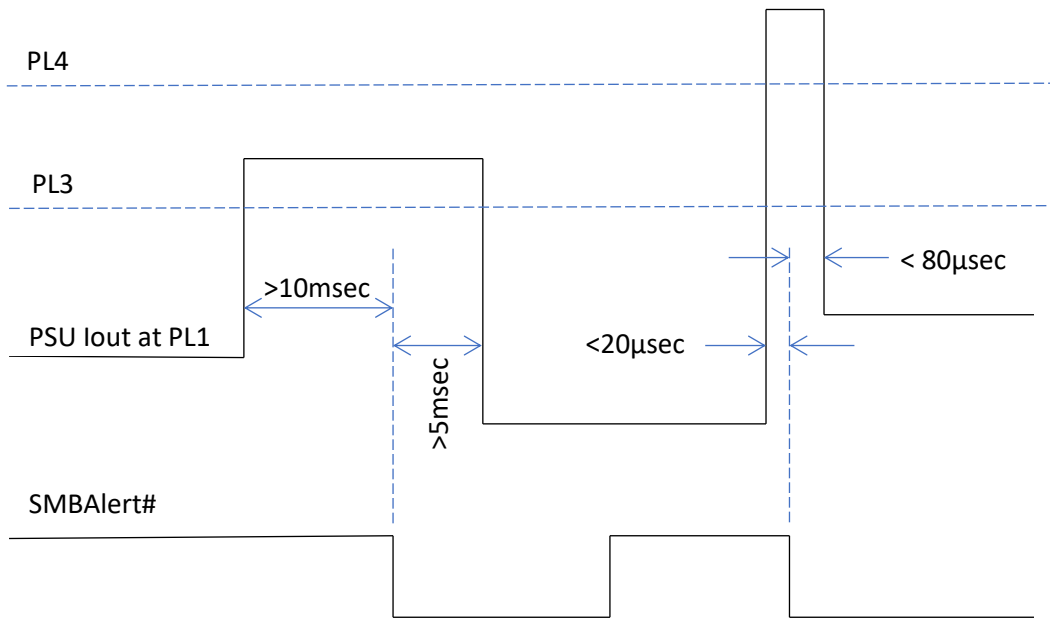 PL4
PL3
< 80µsec
>10msec
PSU Iout at PL1
<20µsec
>5msec
SMBAlert#